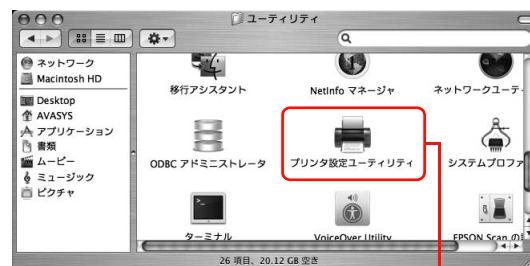 ユーティリティ
ネットワーク
Macintosh HD
Desktop
AVASYS
アプリケーション
書類
ムービー
ミュージック
ピクチャ
移行アシスタント
NetInfo マネージャ
ネットワークユーテ
ODBC アドミニストレータ
プリンタ設定ユーティリティ
システムプロファ
ターミナル
VoiceOver Utility
EPSON Scan の
26 項目、20.12 GB 空き